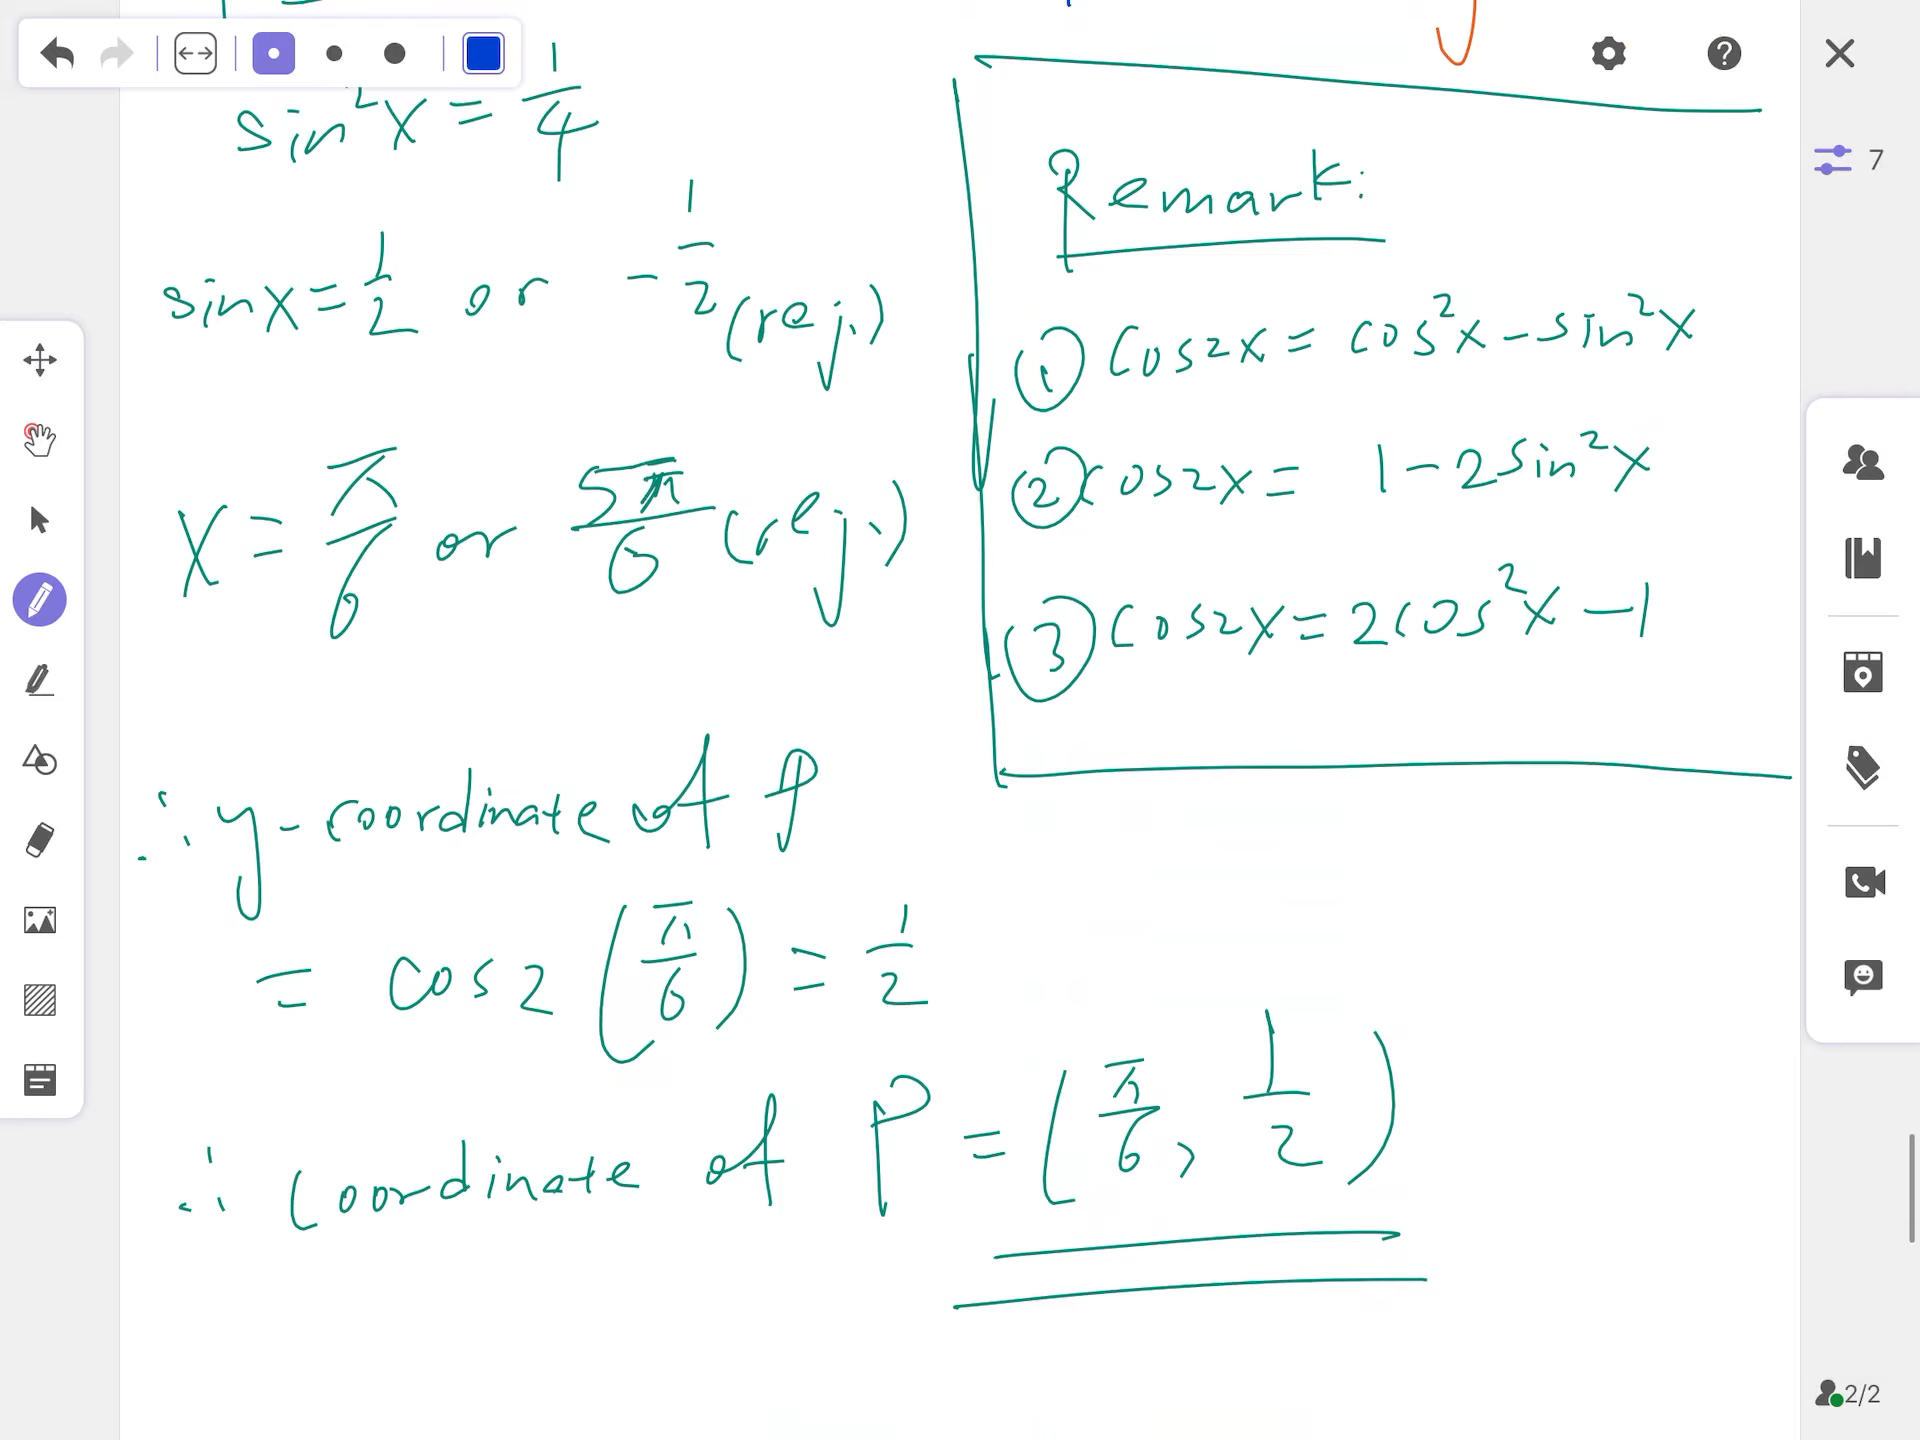 sin²x = 1/4
sinx = 1/2 or -1/2 (rej.)
x = π/6 or 5π/6 (rej.)
∴ y-coordinate of P
= cos2(π/6) = 1/2
∴ Coordinate of P = (π/6, 1/2)
Remark:
① cos2x = cos²x - sin²x
② cos2x = 1 - 2sin²x
③ cos2x = 2cos²x - 1
7
2/2